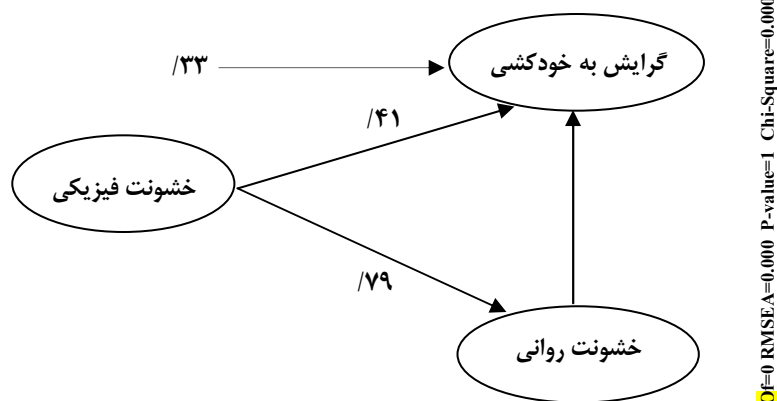 گرایش به خودکشی
/۳۳
/۴۱
خشونت فیزیکی
/۷۹
خشونت روانی
Df=0 RMSEA=0.000 P-value=1 Chi-Square=0.000